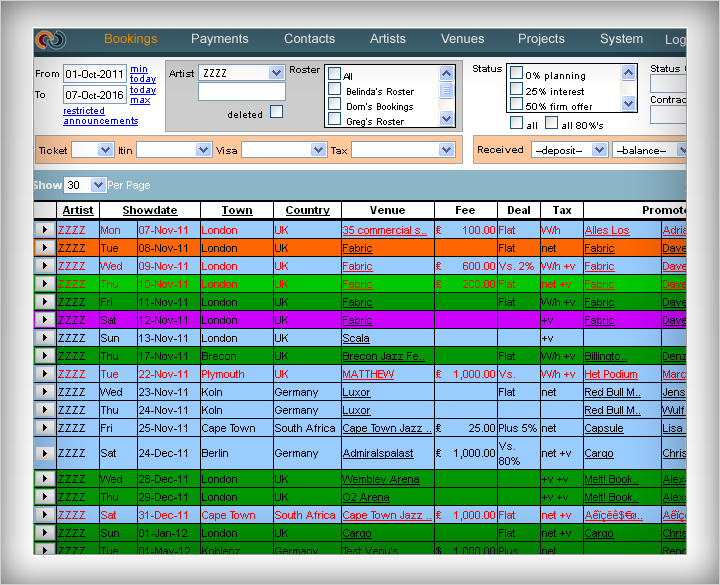 Bookings Payments Contacts Artists Venues Projects System Log
From 01-Oct-2011 min today
To 07-Oct-2016 today max
restricted announcements
Artist ZZZZ
deleted
Roster All
Belinda's Roster
Dom's Bookings
Greg's Roster
Status 0% planning
25% interest
50% firm offer
all all 80%'s
Status
Contrac
Ticket Itin Visa Tax
Received --deposit-- --balance--
Show 30 Per Page
Artist Showdate Town Country Venue Fee Deal Tax Promote
ZZZZ Mon 07-Nov-11 London UK 35 commercial s.. £ 100.00 Flat W/h Alles Los Adria
ZZZZ Tue 08-Nov-11 London UK Fabric Flat net Fabric Dave
ZZZZ Wed 09-Nov-11 London UK Fabric £ 600.00 Vs. 2% W/h +v Fabric Dave
ZZZZ Thu 10-Nov-11 London UK Fabric £ 200.00 Flat net +v Fabric Dave
ZZZZ Fri 11-Nov-11 London UK Fabric Flat W/h +v Fabric Dave
ZZZZ Sat 12-Nov-11 London UK Fabric +v Fabric Dave
ZZZZ Sun 13-Nov-11 London UK Scala +v
ZZZZ Thu 17-Nov-11 Brecon UK Brecon Jazz Fe.. Flat W/h +v Billingto.. Denz
ZZZZ Tue 22-Nov-11 Plymouth UK MATTHEW £ 1,000.00 Vs. W/h +v Het Podium Marc
ZZZZ Wed 23-Nov-11 Koln Germany Luxor Flat net Red Bull M.. Jens
ZZZZ Thu 24-Nov-11 Koln Germany Luxor Red Bull M.. Wulf
ZZZZ Fri 25-Nov-11 Cape Town South Africa Cape Town Jazz .. £ 25.00 Plus 5% net Capsule Lisa
ZZZZ Sat 24-Dec-11 Berlin Germany Admiralspalast £ 1,000.00 Vs. 80% net +v Cargo Chris
ZZZZ Wed 28-Dec-11 London UK Wembley Arena +v +v Melt! Book.. Alex
ZZZZ Thu 29-Dec-11 London UK O2 Arena net +v Melt! Book.. Alex
ZZZZ Sat 31-Dec-11 Cape Town South Africa Cape Town Jazz .. £ 1,000.00 Flat net +v
ZZZZ Sun 01-Jan-12 London UK Cargo Flat net +v Cargo Chris
ZZZZ Tue 01-May-12 Koblenz Germany Test Venu's $ 1,000.00 Plus net